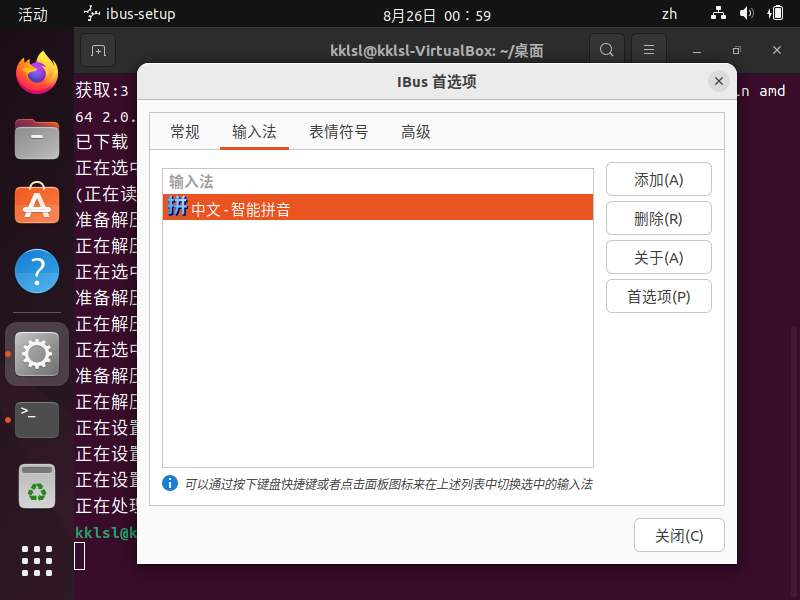 活动
ibus-setup
8月26日 00：59
zh
kklsl@kklsl-VirtualBox: ~/桌面
获取:3
amd
64 2.0.
已下载
正在选中
(正在读
准备解压
正在解压
正在选中
准备解压
正在解压
正在选中
准备解压
正在解压
正在设置
正在设置
正在设置
正在处理
kklsl@k
IBus 首选项
常规
输入法
表情符号
高级
输入法
拼 中文 - 智能拼音
添加(A)
删除(R)
关于(A)
首选项(P)
可以通过按下键盘快捷键或者点击面板图标来在上述列表中切换选中的输入法
关闭(C)